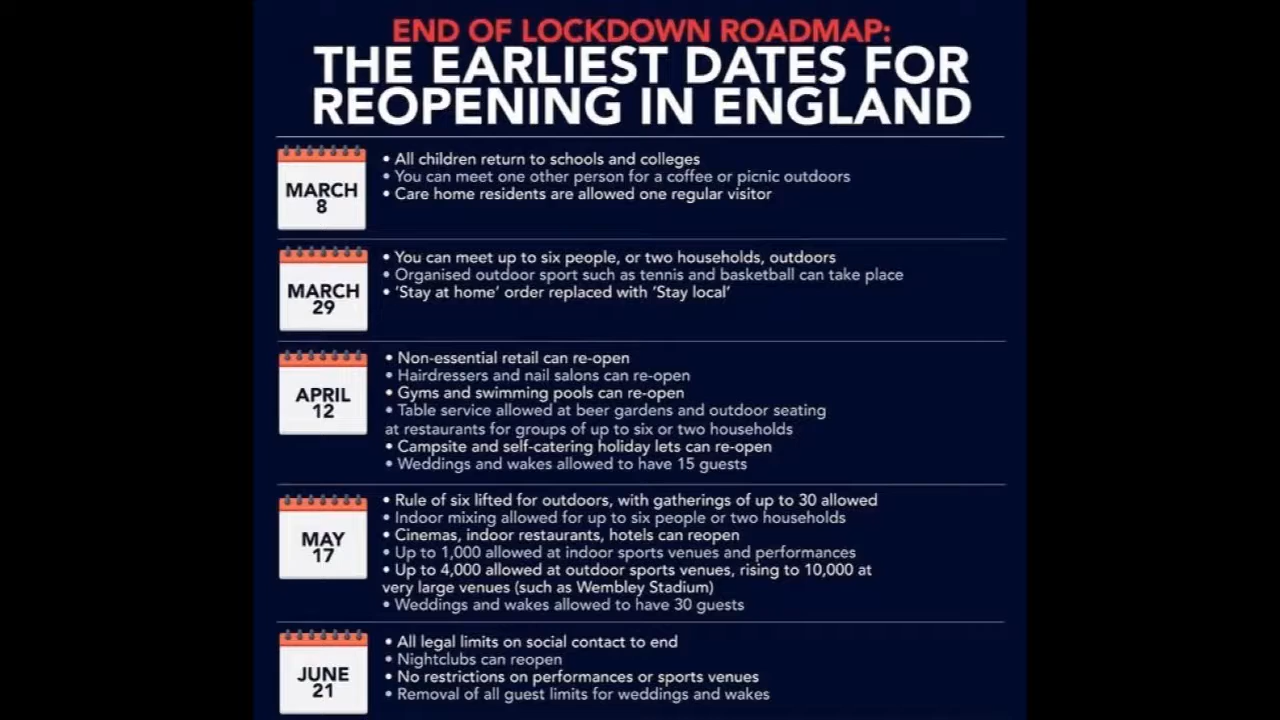 END OF LOCKDOWN ROADMAP:
THE EARLIEST DATES FOR
REOPENING IN ENGLAND
MARCH
8
• All children return to schools and colleges
• You can meet one other person for a coffee or picnic outdoors
• Care home residents are allowed one regular visitor
MARCH
29
• You can meet up to six people, or two households, outdoors
• Organised outdoor sport such as tennis and basketball can take place
• ‘Stay at home’ order replaced with ‘Stay local’
APRIL
12
• Non-essential retail can re-open
• Hairdressers and nail salons can re-open
• Gyms and swimming pools can re-open
• Table service allowed at beer gardens and outdoor seating
at restaurants for groups of up to six or two households
• Campsite and self-catering holiday lets can re-open
• Weddings and wakes allowed to have 15 guests
MAY
17
• Rule of six lifted for outdoors, with gatherings of up to 30 allowed
• Indoor mixing allowed for up to six people or two households
• Cinemas, indoor restaurants, hotels can reopen
• Up to 1,000 allowed at indoor sports venues and performances
• Up to 4,000 allowed at outdoor sports venues, rising to 10,000 at
very large venues (such as Wembley Stadium)
• Weddings and wakes allowed to have 30 guests
JUNE
21
• All legal limits on social contact to end
• Nightclubs can reopen
• No restrictions on performances or sports venues
• Removal of all guest limits for weddings and wakes